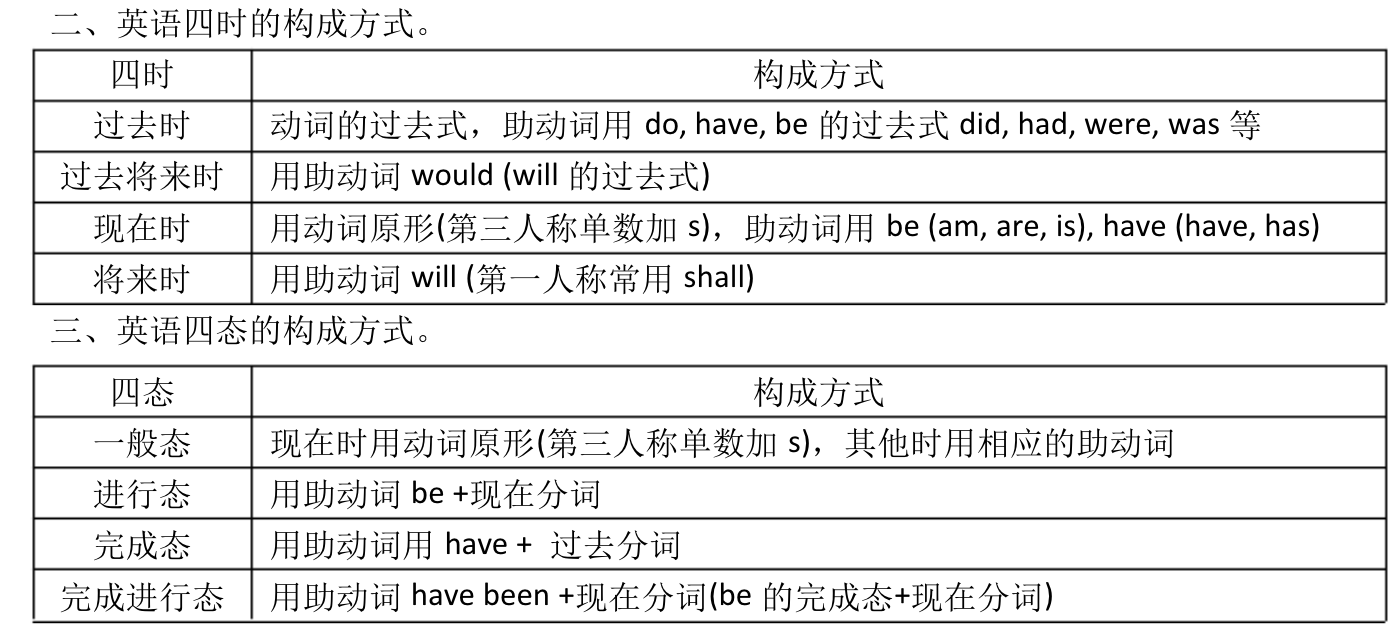 二、英语四时的构成方式。
四时 构成方式
过去时 动词的过去式，助动词用 do, have, be 的过去式 did, had, were, was 等
过去将来时 用助动词 would (will 的过去式)
现在时 用动词原形(第三人称单数加 s)，助动词用 be (am, are, is), have (have, has)
将来时 用助动词 will (第一人称常用 shall)
三、英语四态的构成方式。
四态 构成方式
一般态 现在时用动词原形(第三人称单数加 s)，其他时用相应的助动词
进行态 用助动词 be +现在分词
完成态 用助动词用 have + 过去分词
完成进行态 用助动词 have been +现在分词(be 的完成态+现在分词)